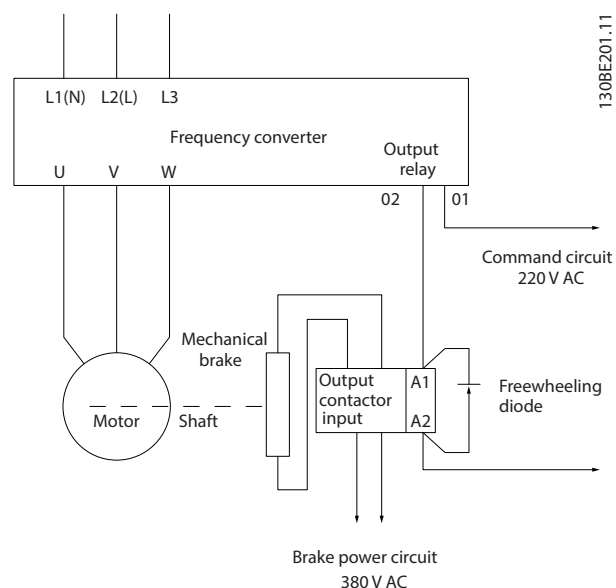 130BE201.11
L1(N) L2(L) L3
Frequency converter
Output
relay
U V W
02 01
Command circuit
220 V AC
Mechanical
brake
Output
contactor
input
A1
A2
Freewheeling
diode
Motor
Shaft
Brake power circuit
380 V AC